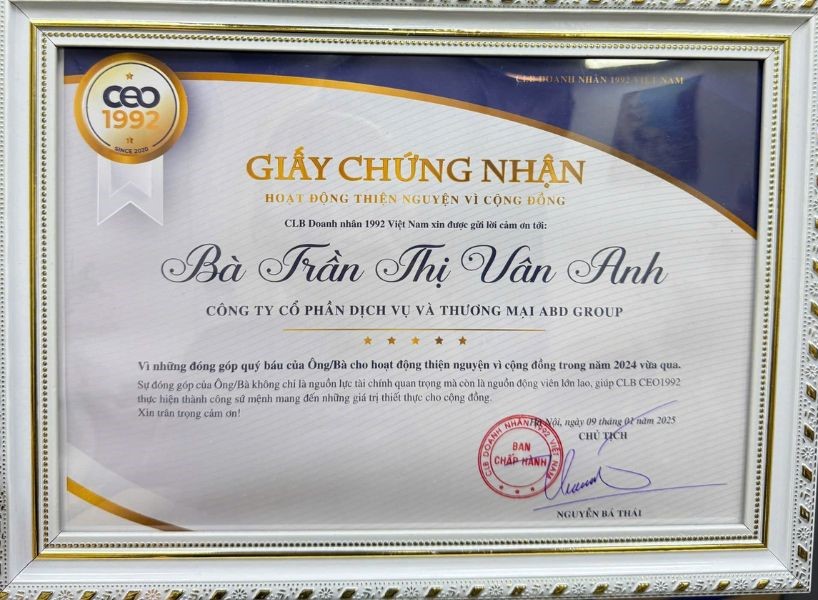 CLB DOANH NHÂN 1992 VIỆT NAM
CEO
1992
SINCE 2020
GIẤY CHỨNG NHẬN
HOẠT ĐỘNG THIỆN NGUYỆN VÌ CỘNG ĐỒNG
CLB Doanh nhân 1992 Việt Nam xin được gửi lời cảm ơn tới:
Bà Trần Thị Vân Anh
CÔNG TY CỔ PHẦN DỊCH VỤ VÀ THƯƠNG MẠI ABD GROUP
Vì những đóng góp quý báu của Ông/Bà cho hoạt động thiện nguyện vì cộng đồng trong năm 2024 vừa qua.
Sự đóng góp của Ông/Bà không chỉ là nguồn lực tài chính quan trọng mà còn là nguồn động viên lớn lao, giúp CLB CEO1992
thực hiện thành công sứ mệnh mang đến những giá trị thiết thực cho cộng đồng.
Xin trân trọng cảm ơn!
Hà Nội, ngày 09 tháng 01 năm 2025
CHỦ TỊCH
CLB DOANH NHÂN 1992 VIỆT NAM
BAN
CHẤP HÀNH
NGUYỄN BÁ THÁI